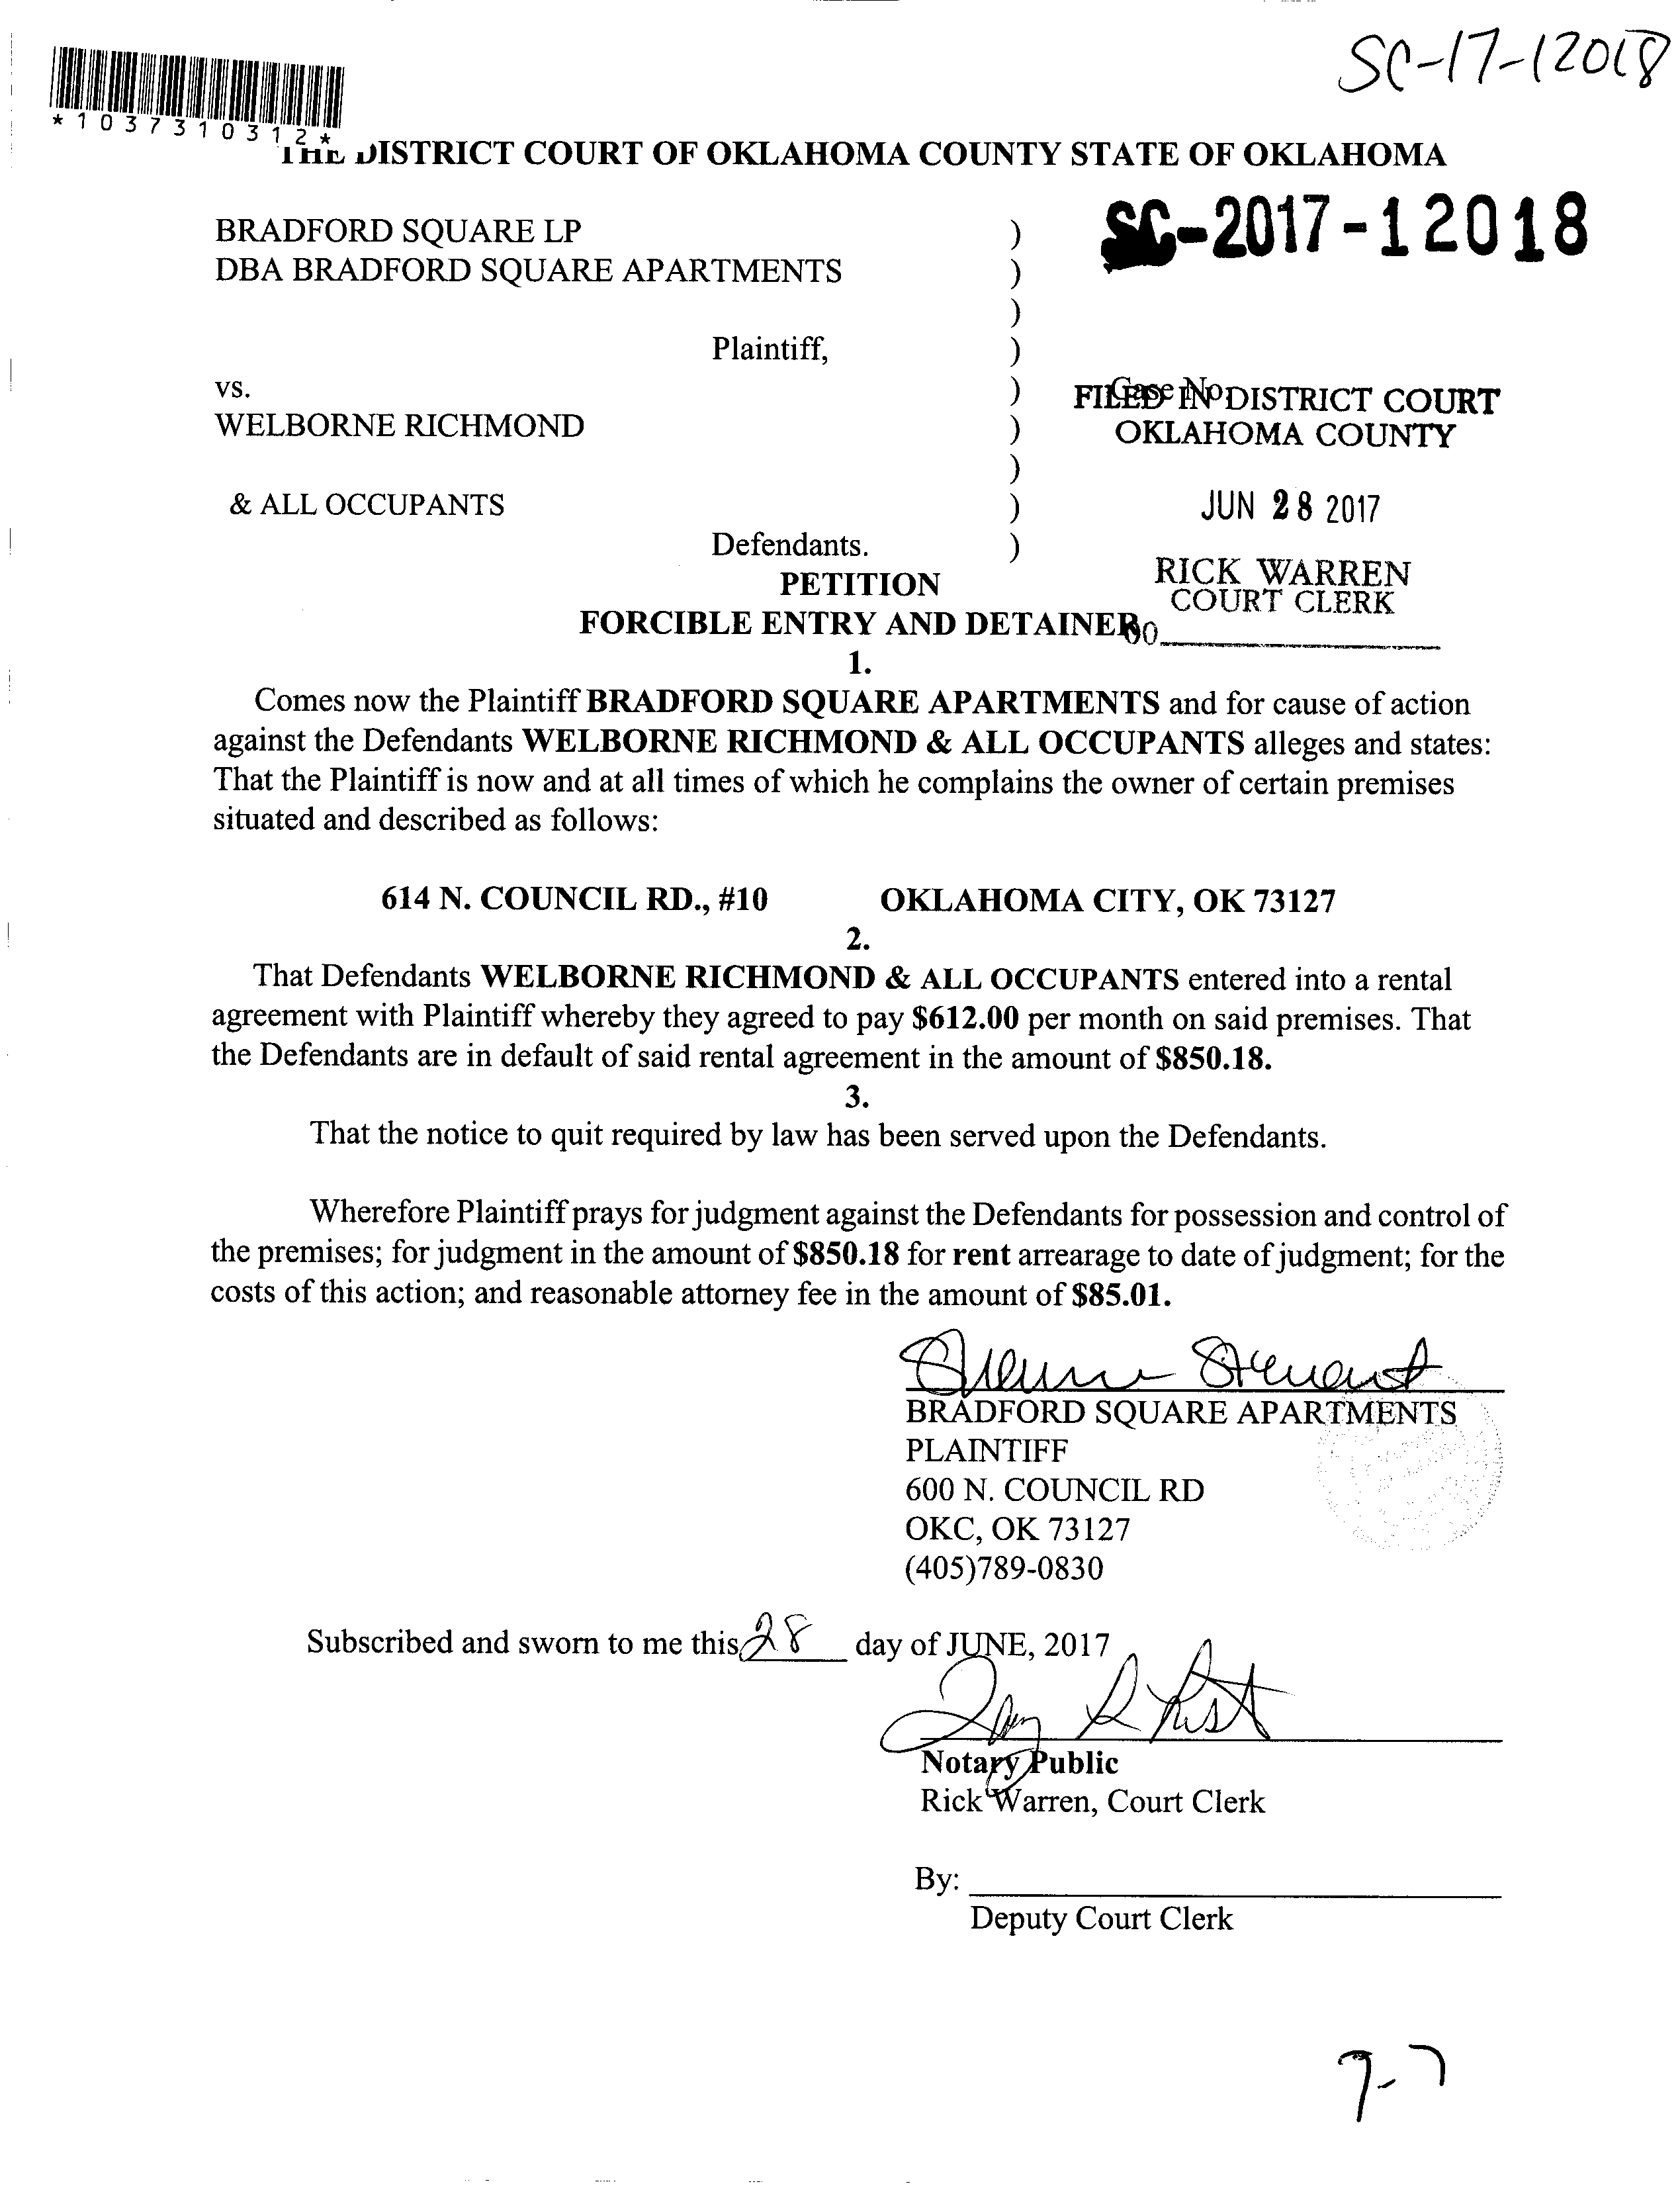 SC-17-12018
*1037310312*
THE DISTRICT COURT OF OKLAHOMA COUNTY STATE OF OKLAHOMA
SC-2017-12018
BRADFORD SQUARE LP )
DBA BRADFORD SQUARE APARTMENTS )
)
Plaintiff, )
vs. ) Case No.
FILED IN DISTRICT COURT
WELBORNE RICHMOND )
OKLAHOMA COUNTY
)
& ALL OCCUPANTS )
JUN 28 2017
Defendants. )
RICK WARREN
COURT CLERK
PETITION
FORCIBLE ENTRY AND DETAINER
1.
Comes now the Plaintiff BRADFORD SQUARE APARTMENTS and for cause of action
against the Defendants WELBORNE RICHMOND & ALL OCCUPANTS alleges and states:
That the Plaintiff is now and at all times of which he complains the owner of certain premises
situated and described as follows:
614 N. COUNCIL RD., #10 OKLAHOMA CITY, OK 73127
2.
That Defendants WELBORNE RICHMOND & ALL OCCUPANTS entered into a rental
agreement with Plaintiff whereby they agreed to pay $612.00 per month on said premises. That
the Defendants are in default of said rental agreement in the amount of $850.18.
3.
That the notice to quit required by law has been served upon the Defendants.
Wherefore Plaintiff prays for judgment against the Defendants for possession and control of
the premises; for judgment in the amount of $850.18 for rent arrearage to date of judgment; for the
costs of this action; and reasonable attorney fee in the amount of $85.01.
Stewart
BRADFORD SQUARE APARTMENTS
PLAINTIFF
600 N. COUNCIL RD
OKC, OK 73127
(405)789-0830
Subscribed and sworn to me this 28 day of JUNE, 2017
Notary Public
Rick Warren, Court Clerk
By:
Deputy Court Clerk
7-7